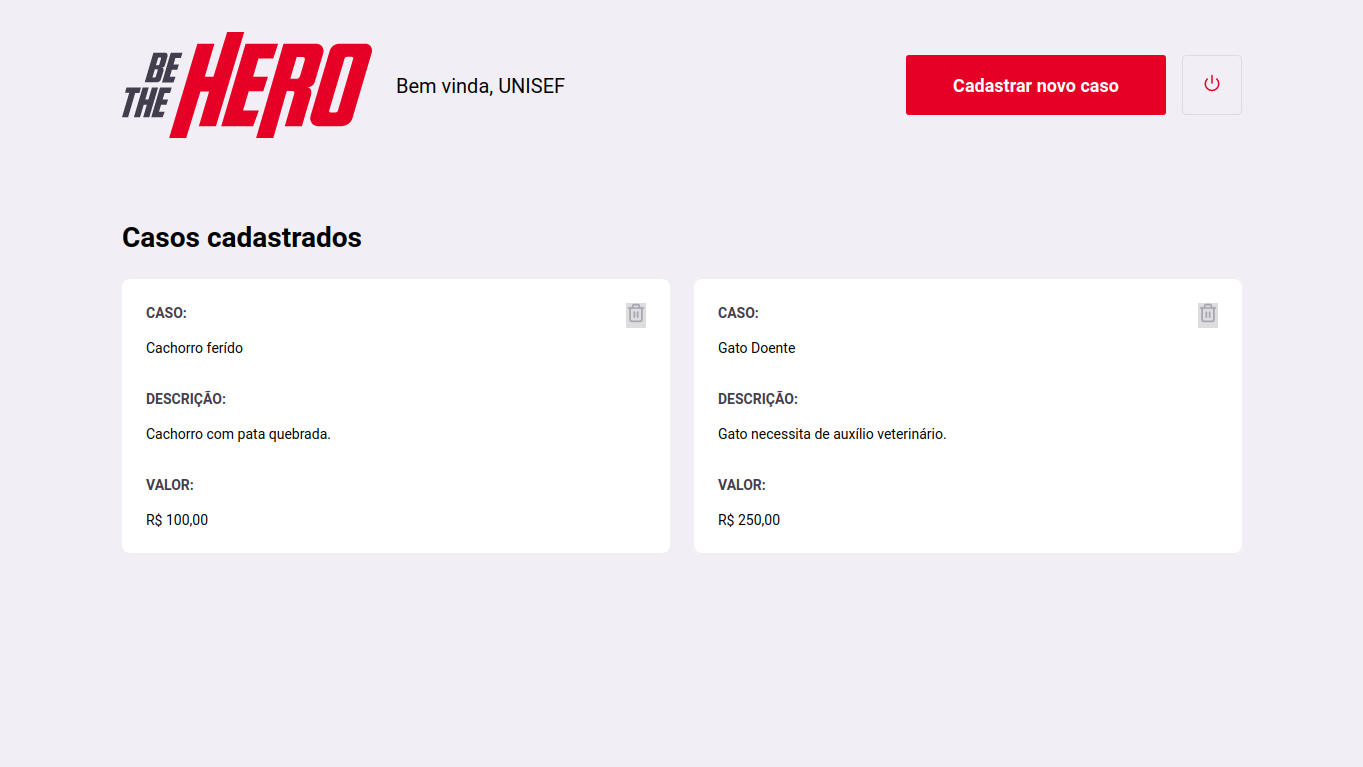 BE THE HERO
Bem vinda, UNISEF
Cadastrar novo caso
Casos cadastrados
CASO:
Cachorro ferído
DESCRIÇÃO:
Cachorro com pata quebrada.
VALOR:
R$ 100,00
CASO:
Gato Doente
DESCRIÇÃO:
Gato necessita de auxílio veterinário.
VALOR:
R$ 250,00